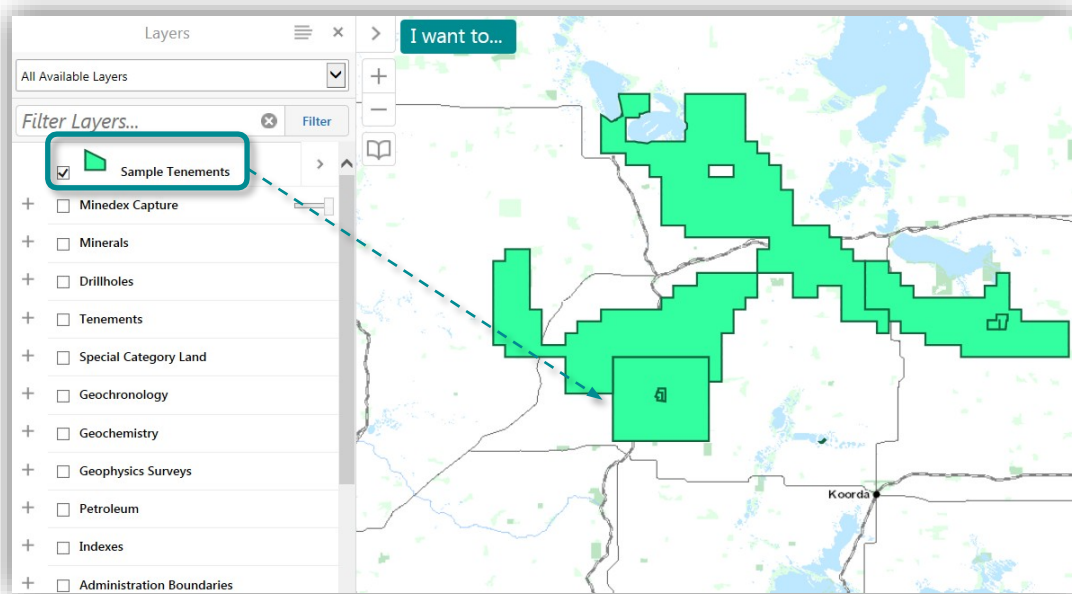 Layers
I want to...
All Available Layers
Filter Layers...
Filter
Sample Tenements
Minedex Capture
Minerals
Drillholes
Tenements
Special Category Land
Geochronology
Geochemistry
Geophysics Surveys
Petroleum
Indexes
Administration Boundaries
Koorda